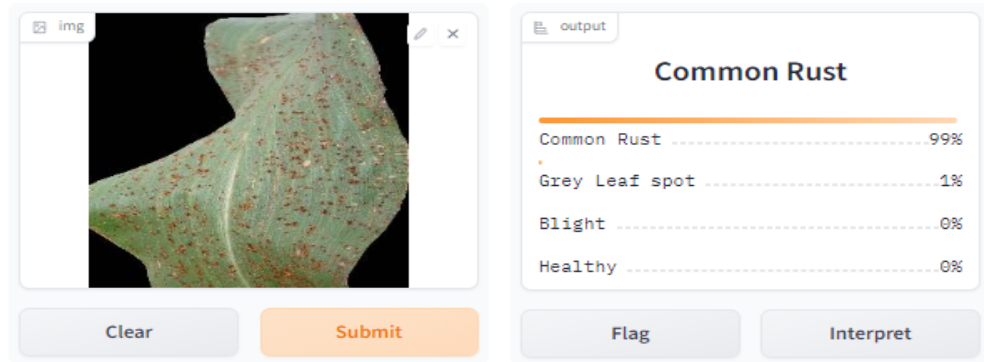 img
output
Common Rust
Common Rust 99%
Grey Leaf spot 1%
Blight 0%
Healthy 0%
Clear
Submit
Flag
Interpret